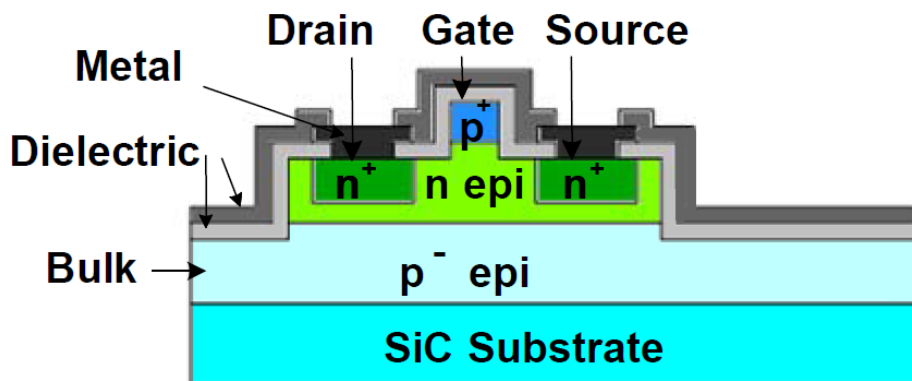 Drain Gate Source
Metal
p+
Dielectric
n+ n epi n+
Bulk
p- epi
SiC Substrate